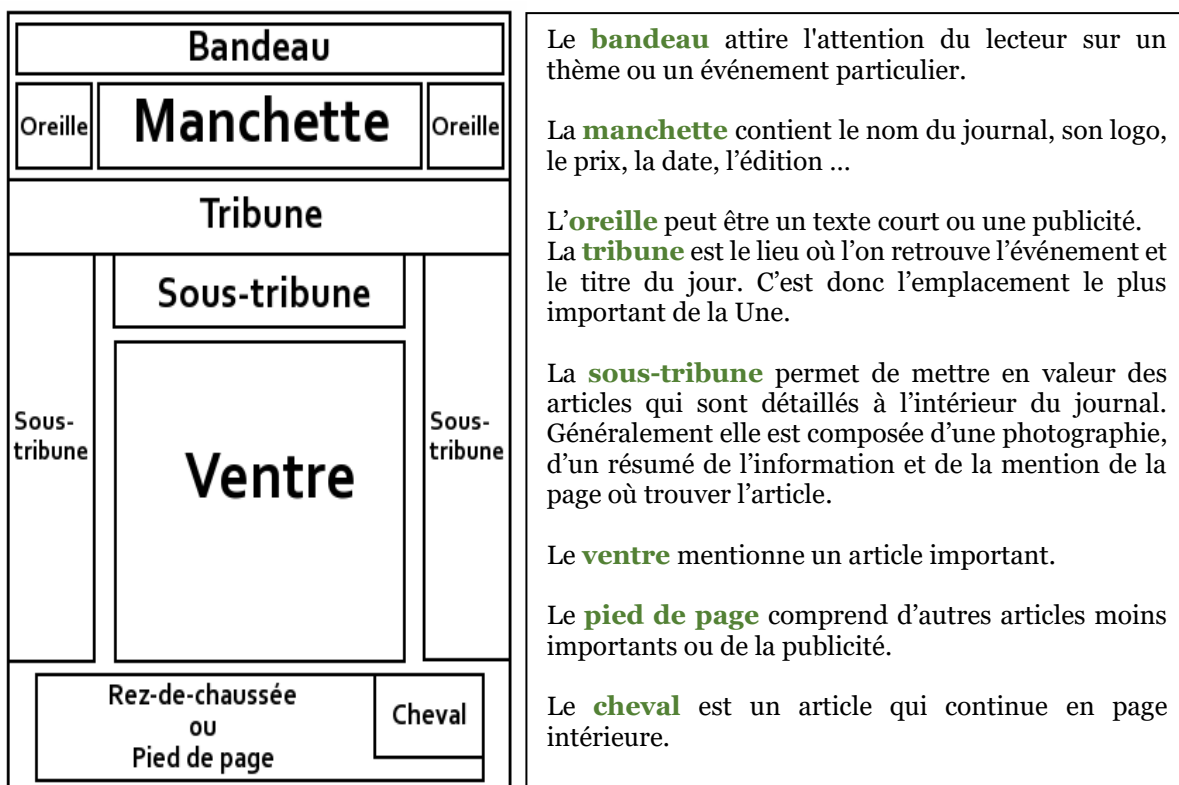 Bandeau
Oreille
Manchette
Oreille
Tribune
Sous-tribune
Sous-
tribune
Ventre
Sous-
tribune
Rez-de-chaussée
ou
Pied de page
Cheval
Le bandeau attire l'attention du lecteur sur un
thème ou un événement particulier.
La manchette contient le nom du journal, son logo,
le prix, la date, l’édition ...
L’oreille peut être un texte court ou une publicité.
La tribune est le lieu où l’on retrouve l’événement et
le titre du jour. C’est donc l’emplacement le plus
important de la Une.
La sous-tribune permet de mettre en valeur des
articles qui sont détaillés à l’intérieur du journal.
Généralement elle est composée d’une photographie,
d’un résumé de l’information et de la mention de la
page où trouver l’article.
Le ventre mentionne un article important.
Le pied de page comprend d’autres articles moins
importants ou de la publicité.
Le cheval est un article qui continue en page
intérieure.